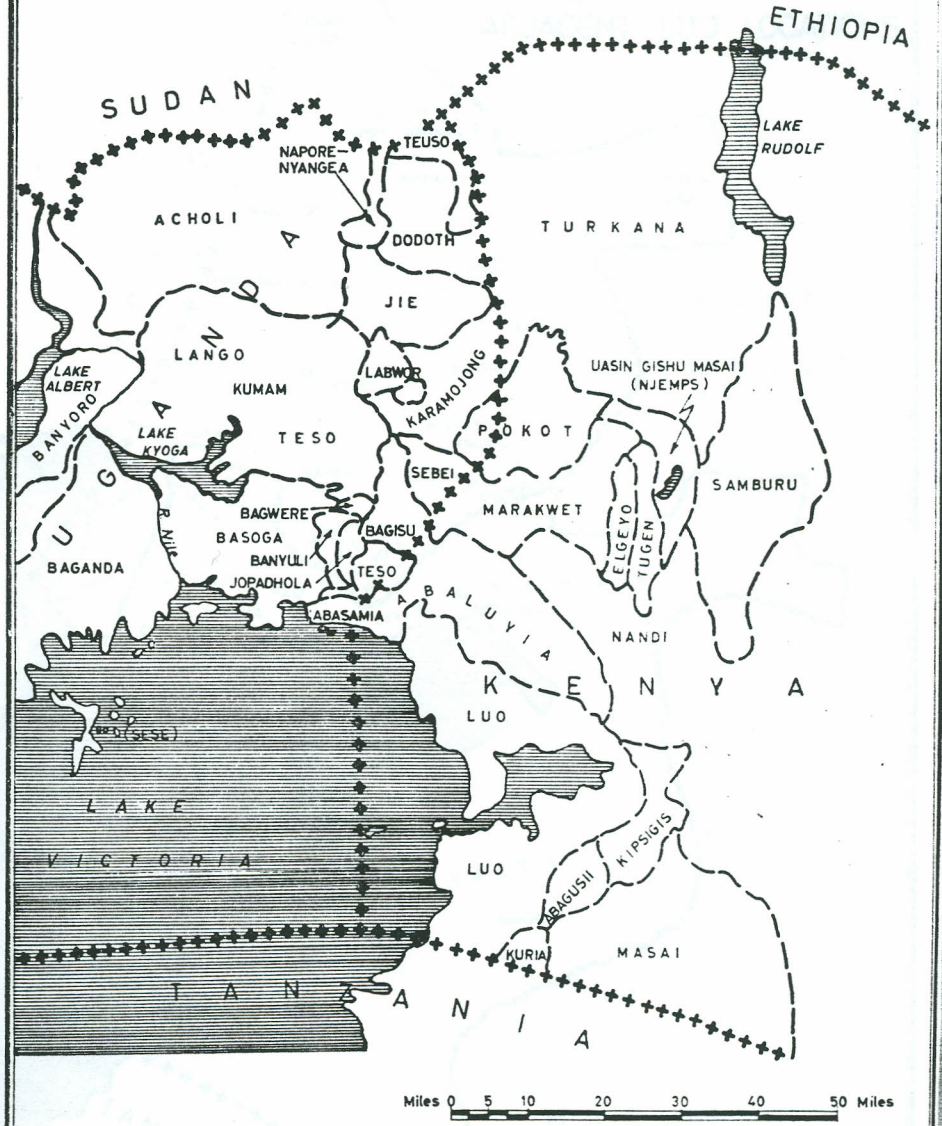 ETHIOPIA
SUDAN
LAKE
RUDOLF
TEUSO
NAPORE-
NYANGEA
ACHOLI
DODOTH
TURKANA
UGANDA
JIE
LANGO
LABWOR
KUMAM
KARAMOJONG
UASIN GISHU MASAI
(NJEMPS)
LAKE
ALBERT
BANYORO
LAKE
KYOGA
TESO
POKOT
SEBEI
SAMBURU
MARAKWET
ELGEYO
TUGEN
R. Nile
BAGWERE
BASOGA
BAGISU
BANYULI
JOPADHOLA
TESO
BAGANDA
ABASAMIA
ABALUYIA
NANDI
KENYA
LUO
(SESE)
LAKE
VICTORIA
LUO
KIPSIGIS
ABAGUSII
KURIA
MASAI
TANZANIA
Miles 10 5 0 10 20 30 40 50 Miles